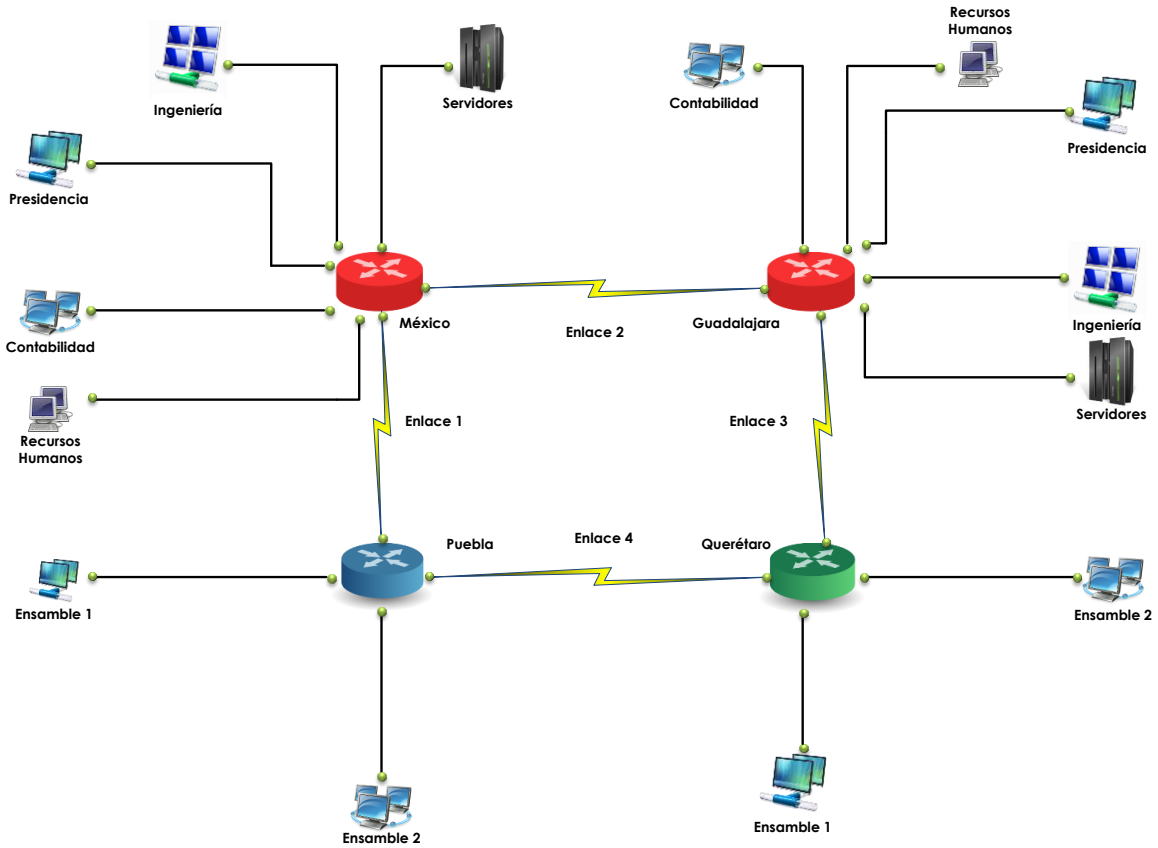 Recursos
Humanos
Ingeniería
Servidores
Contabilidad
Presidencia
Presidencia
México
Enlace 2
Guadalajara
Ingeniería
Contabilidad
Servidores
Enlace 1
Enlace 3
Recursos
Humanos
Puebla
Enlace 4
Querétaro
Ensamble 1
Ensamble 2
Ensamble 1
Ensamble 2